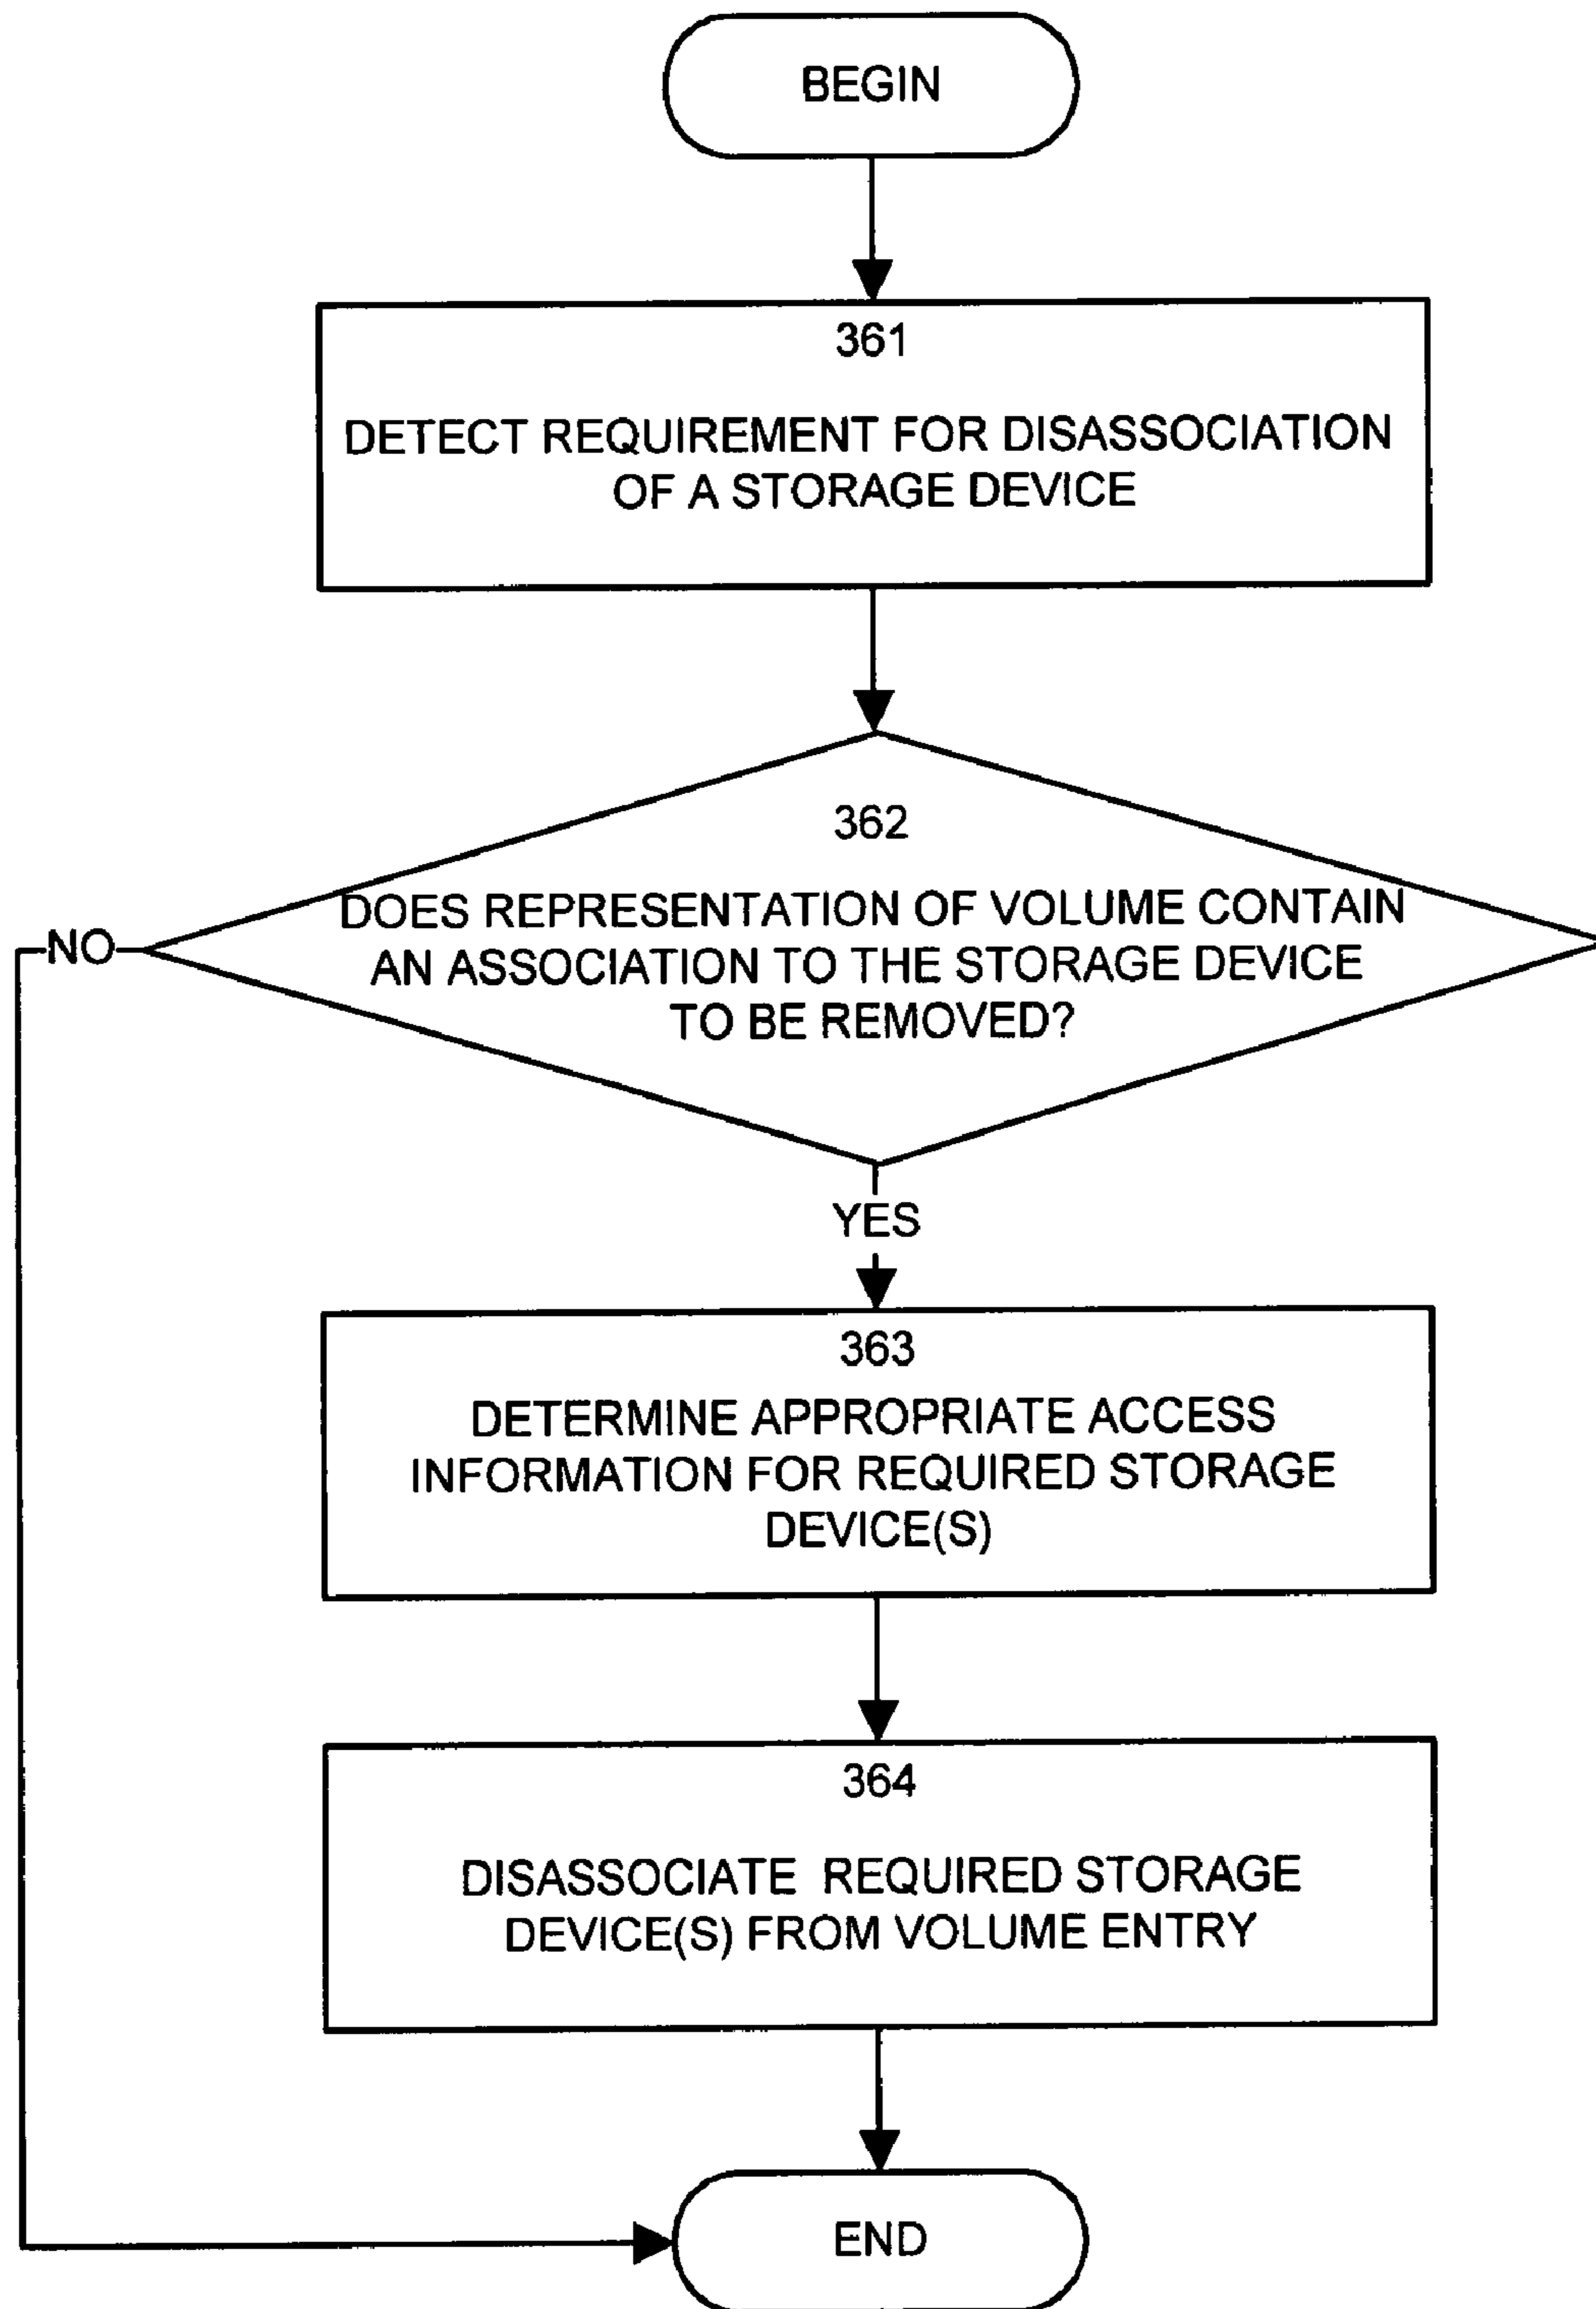 BEGIN
361
DETECT REQUIREMENT FOR DISASSOCIATION
OF A STORAGE DEVICE
362
DOES REPRESENTATION OF VOLUME CONTAIN
AN ASSOCIATION TO THE STORAGE DEVICE
TO BE REMOVED?
NO
YES
363
DETERMINE APPROPRIATE ACCESS
INFORMATION FOR REQUIRED STORAGE
DEVICE(S)
364
DISASSOCIATE REQUIRED STORAGE
DEVICE(S) FROM VOLUME ENTRY
END